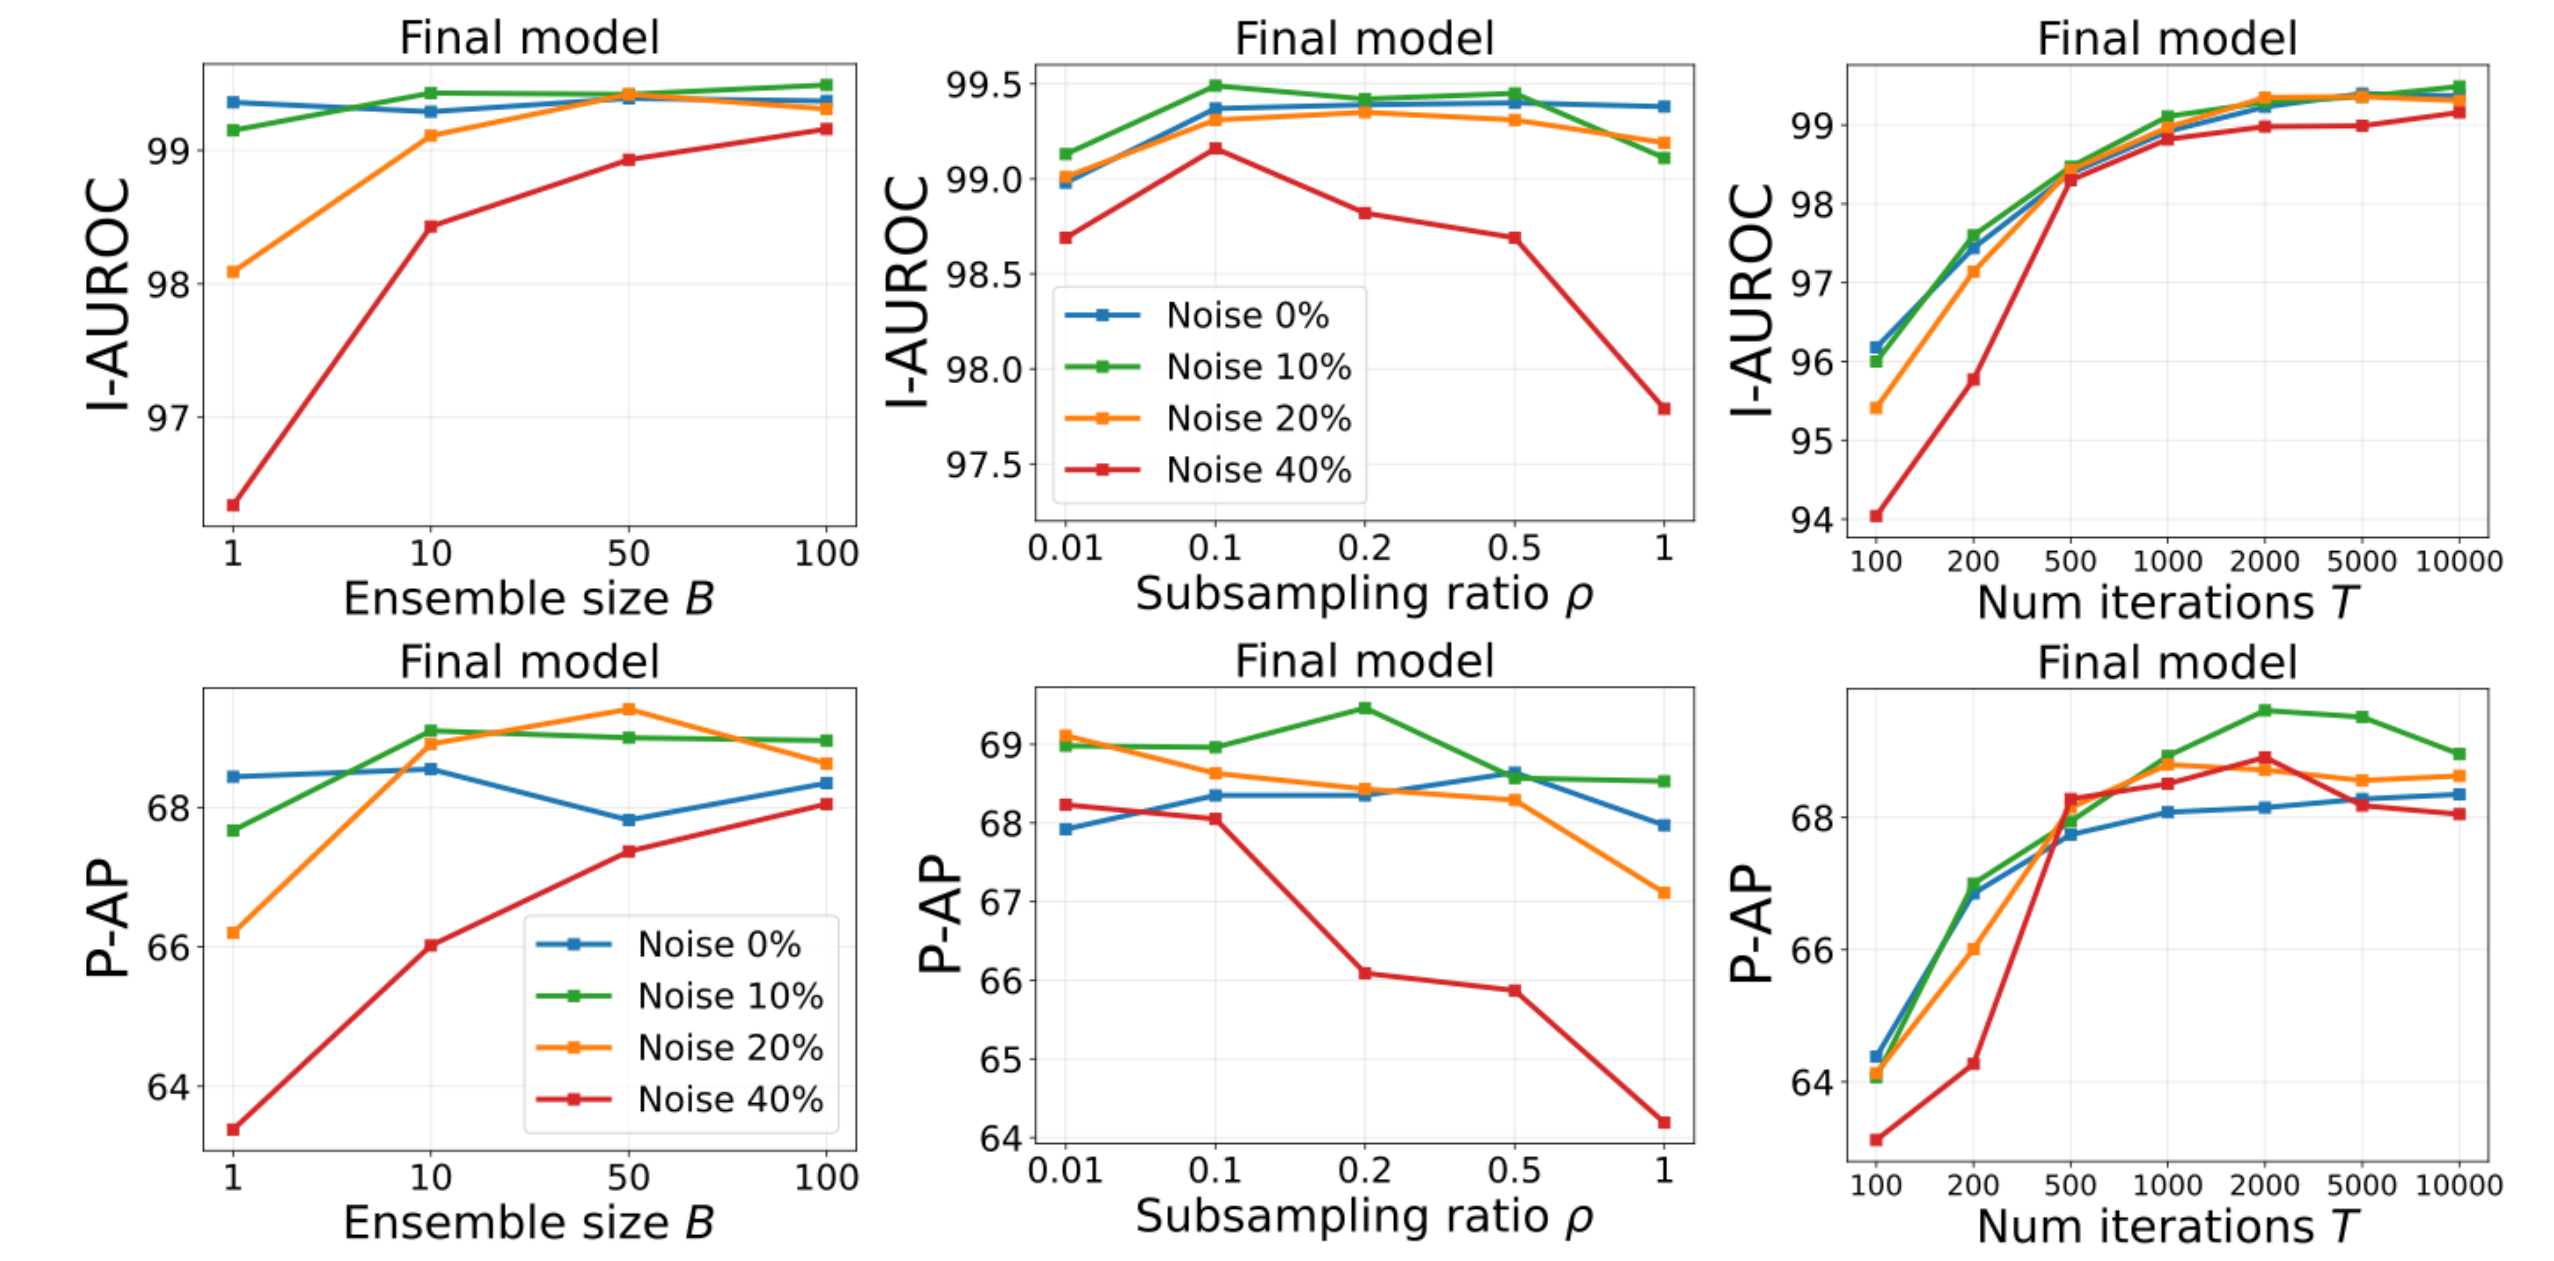 Final model
I-AUROC
99
98
97
1 10 50 100
Ensemble size B
Final model
I-AUROC
99.5
99.0
98.5
98.0
97.5
Noise 0%
Noise 10%
Noise 20%
Noise 40%
0.01 0.1 0.2 0.5 1
Subsampling ratio ρ
Final model
I-AUROC
99
98
97
96
95
94
100 200 500 1000 2000 5000 10000
Num iterations T
Final model
P-AP
68
66
64
Noise 0%
Noise 10%
Noise 20%
Noise 40%
1 10 50 100
Ensemble size B
Final model
P-AP
69
68
67
66
65
64
0.01 0.1 0.2 0.5 1
Subsampling ratio ρ
Final model
P-AP
68
66
64
100 200 500 1000 2000 5000 10000
Num iterations T